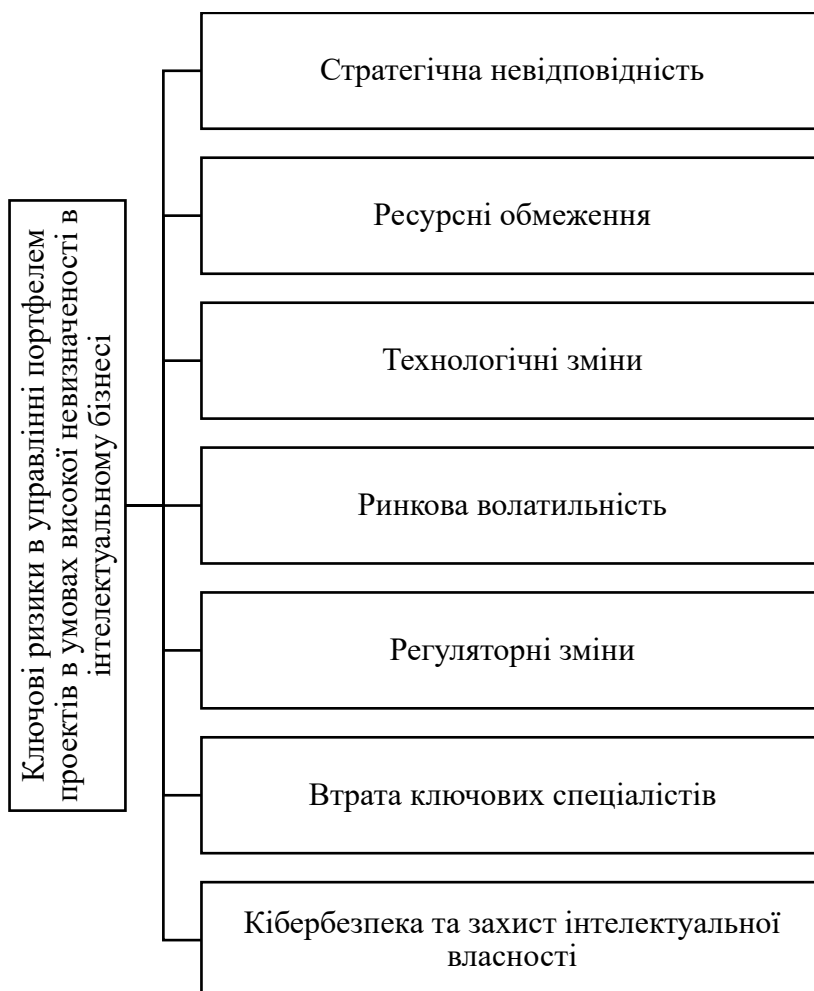 Ключові ризики в управлінні портфелем
проектів в умовах високої невизначеності в
інтелектуальному бізнесі
Стратегічна невідповідність
Ресурсні обмеження
Технологічні зміни
Ринкова волатильність
Регуляторні зміни
Втрата ключових спеціалістів
Кібербезпека та захист інтелектуальної
власності